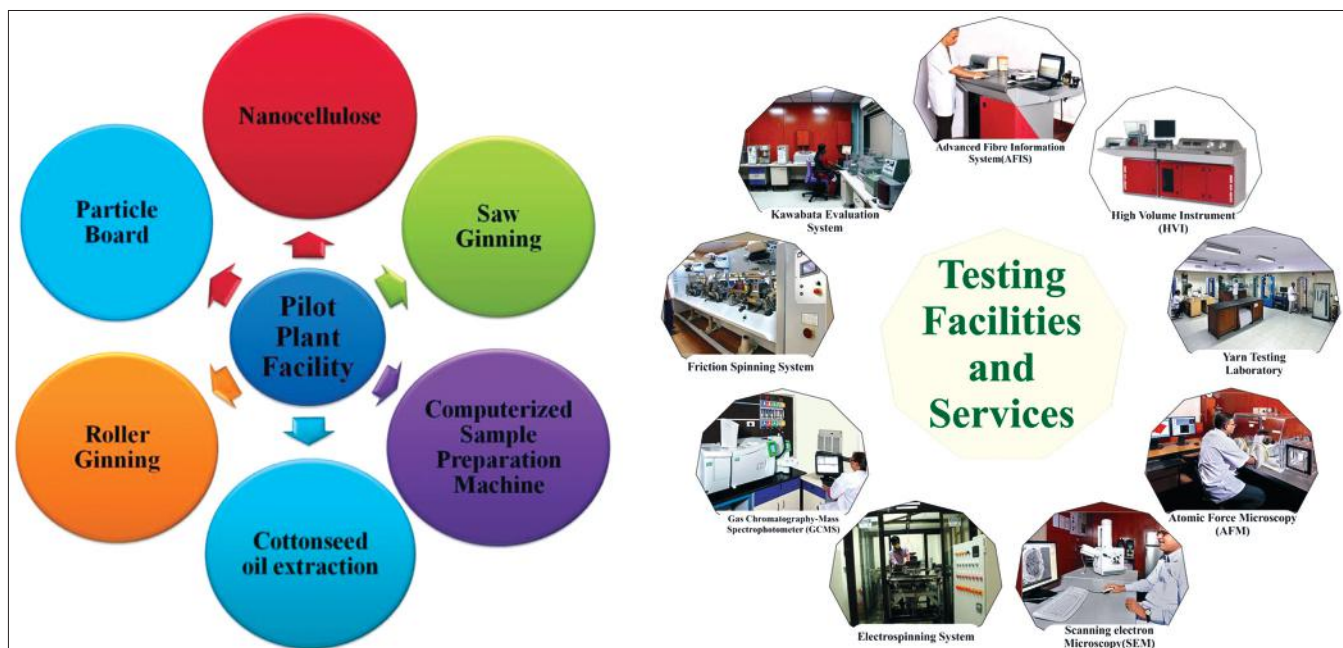 Nanocellulose
Particle
Board
Saw
Ginning
Pilot
Plant
Facility
Roller
Ginning
Computerized
Sample
Preparation
Machine
Cottonseed
oil extraction
Advanced Fibre Information
System(AFIS)
Kawabata Evaluation
System
High Volume Instrument
(HVI)
Testing
Facilities
and
Services
Friction Spinning System
Yarn Testing
Laboratory
Gas Chromatography-Mass
Spectrophotometer (GCMS)
Atomic Force Microscopy
(AFM)
Electrospinning System
Scanning electron
Microscopy(SEM)